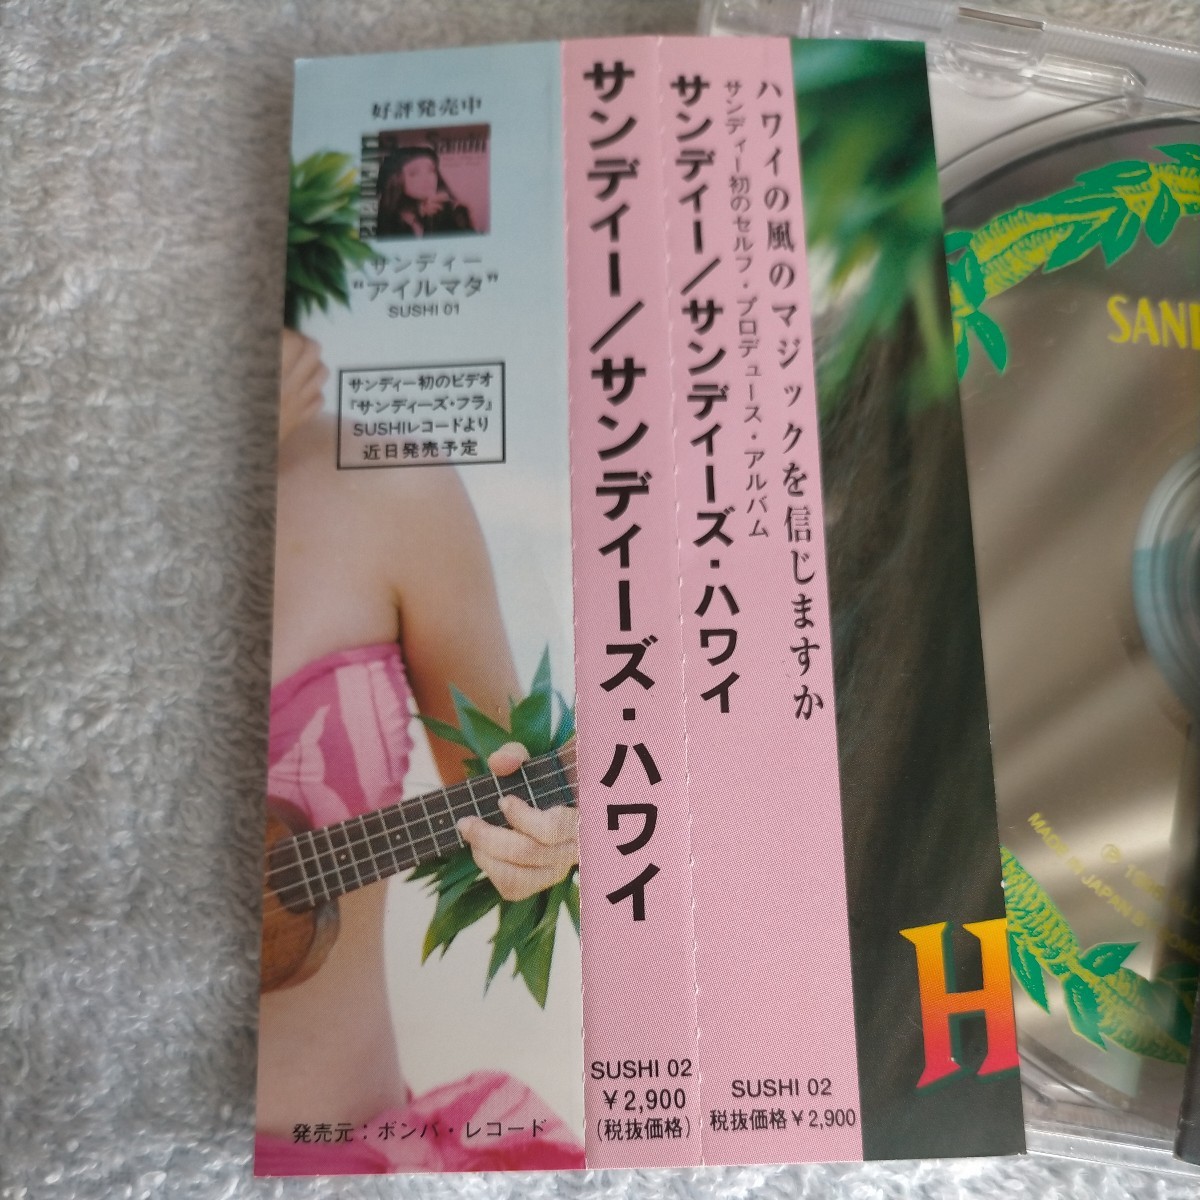 好評発売中
Sandii
サンディー
“アイルマタ”
SUSHI 01
サンディー初のビデオ
『サンディーズ・フラ』
SUSHIレコードより
近日発売予定
発売元：ボンバ・レコード
サンディー／サンディーズ・ハワイ
SUSHI 02
￥2,900
(税抜価格)
ハワイの風のマジックを信じますか
サンディー初のセルフ・プロデュース・アルバム
サンディー／サンディーズ・ハワイ
SUSHI 02
税抜価格￥2,900
H
SAND
MADE IN JAPAN B